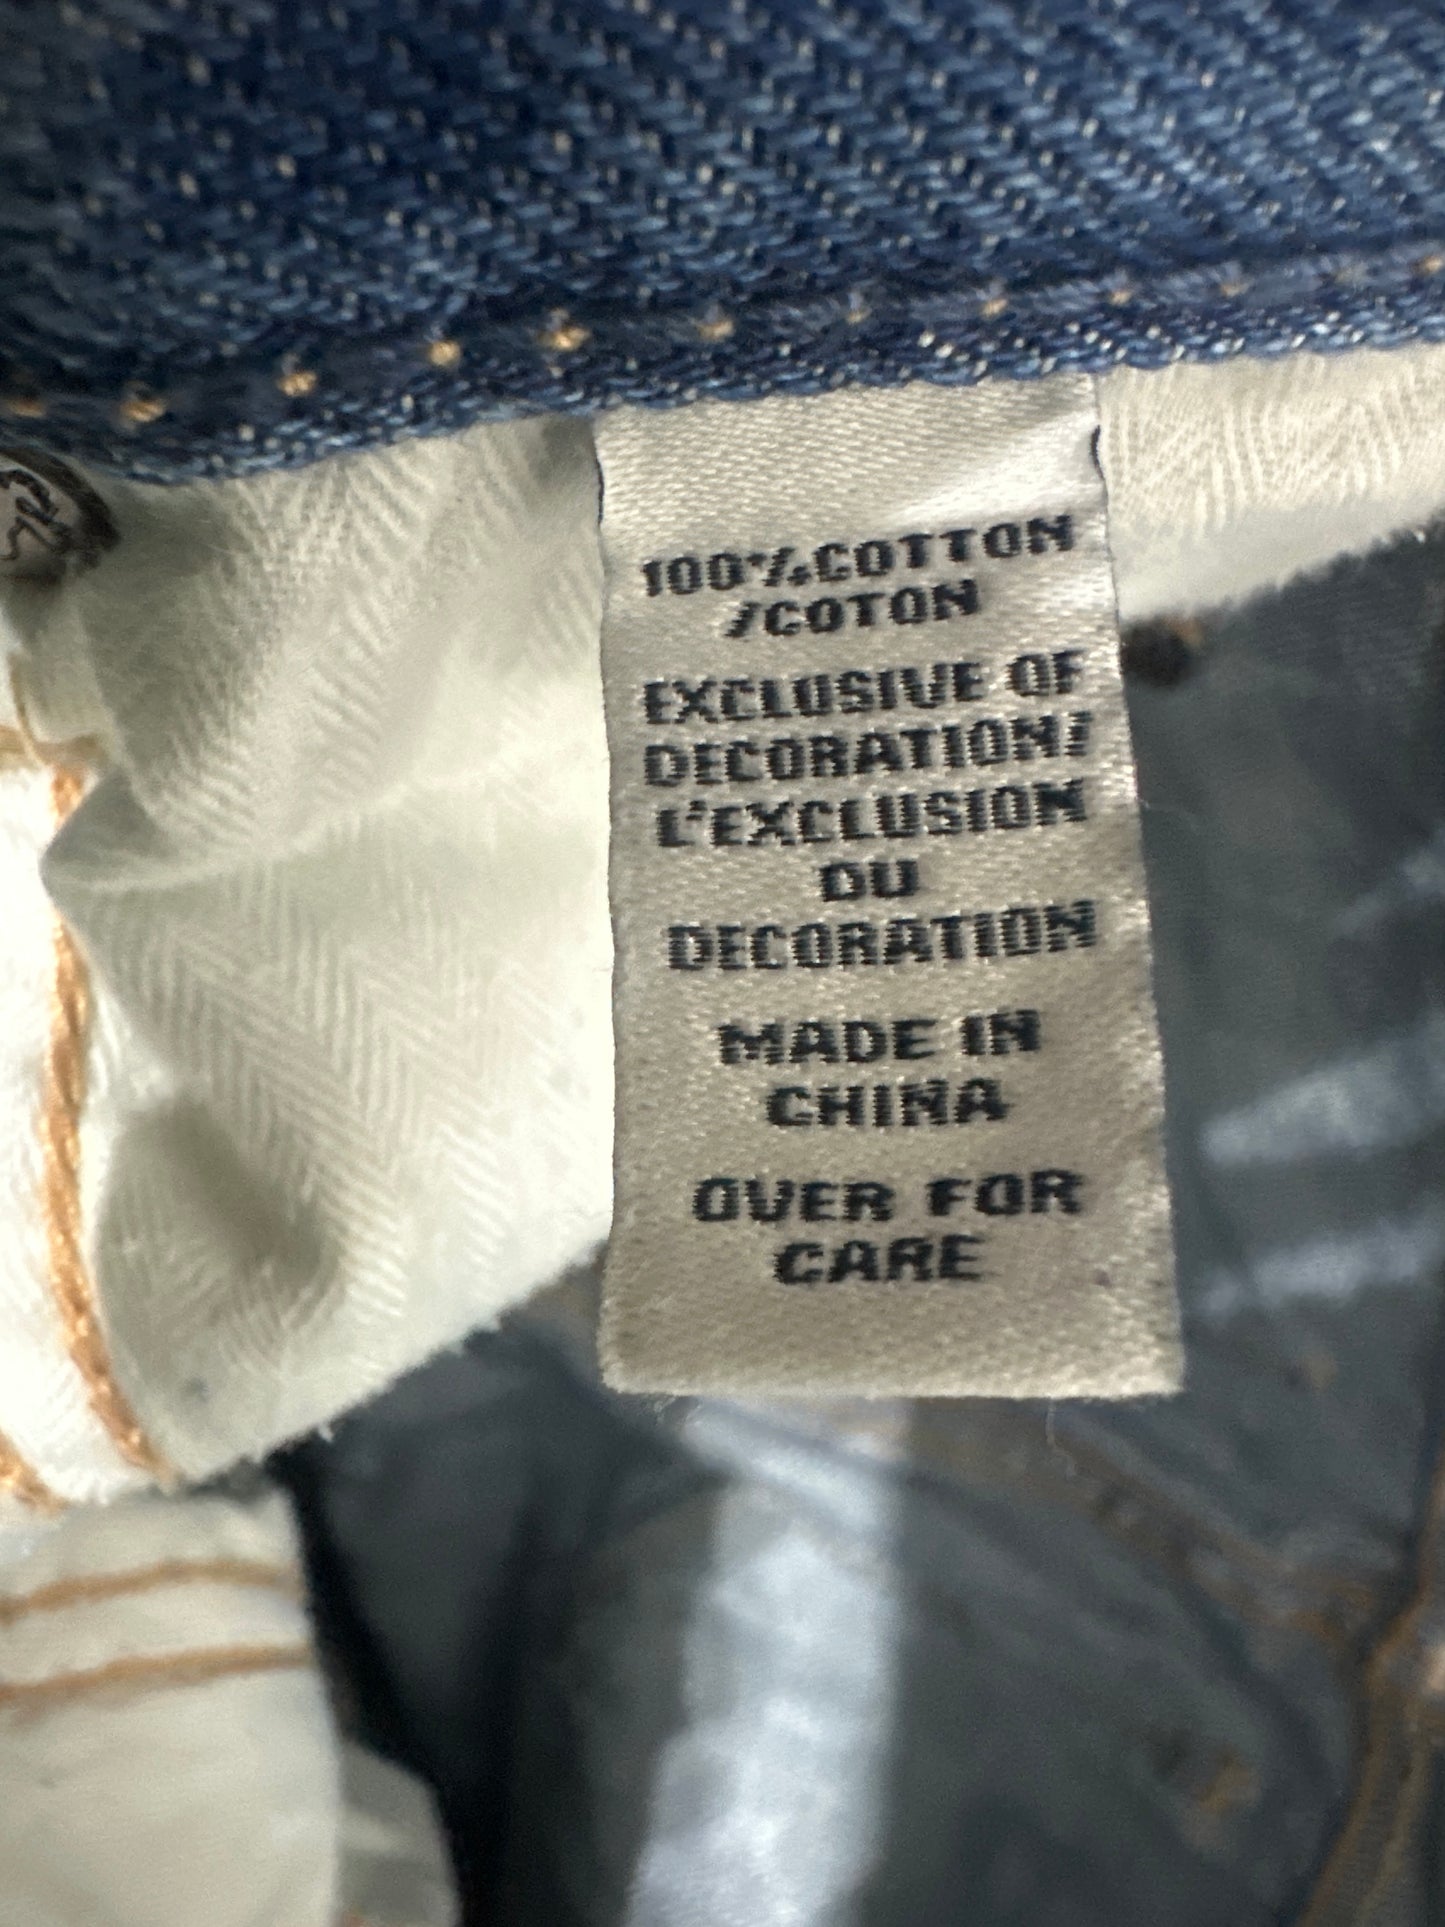 100%COTTON
/COTON
EXCLUSIVE OF
DECORATION/
L'EXCLUSION
DU
DECORATION
MADE IN
CHINA
OVER FOR
CARE